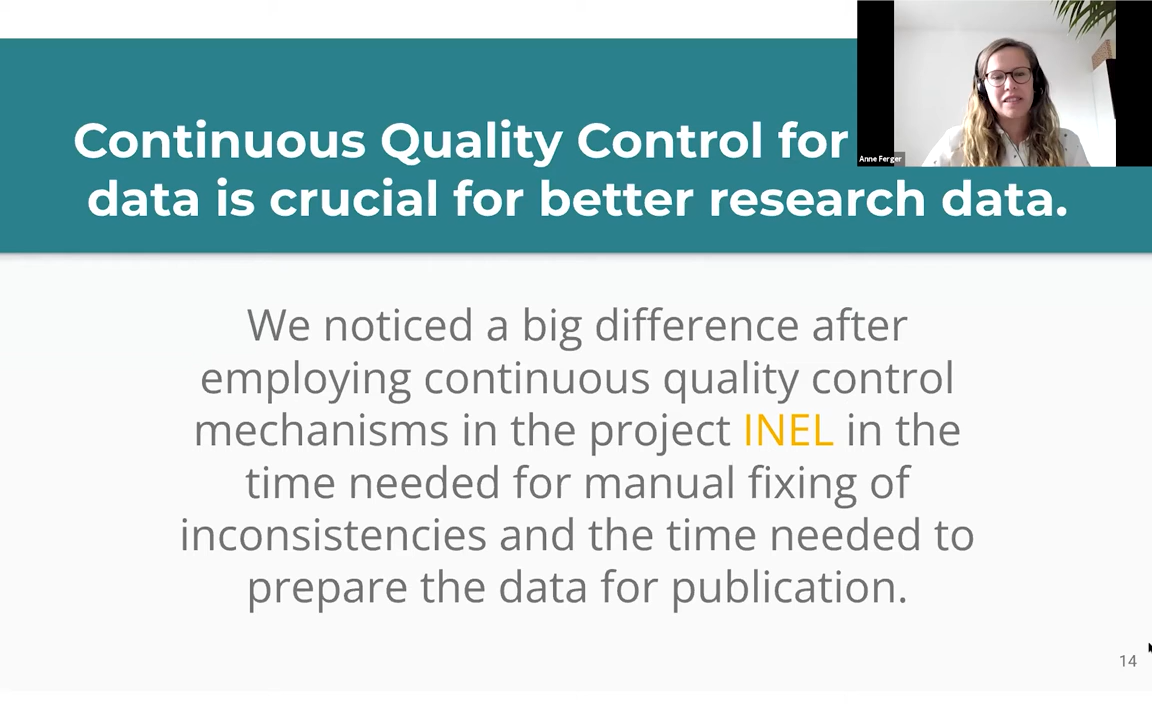 Continuous Quality Control for
data is crucial for better research data.
Anne Ferger
We noticed a big difference after
employing continuous quality control
mechanisms in the project INEL in the
time needed for manual fixing of
inconsistencies and the time needed to
prepare the data for publication.
14